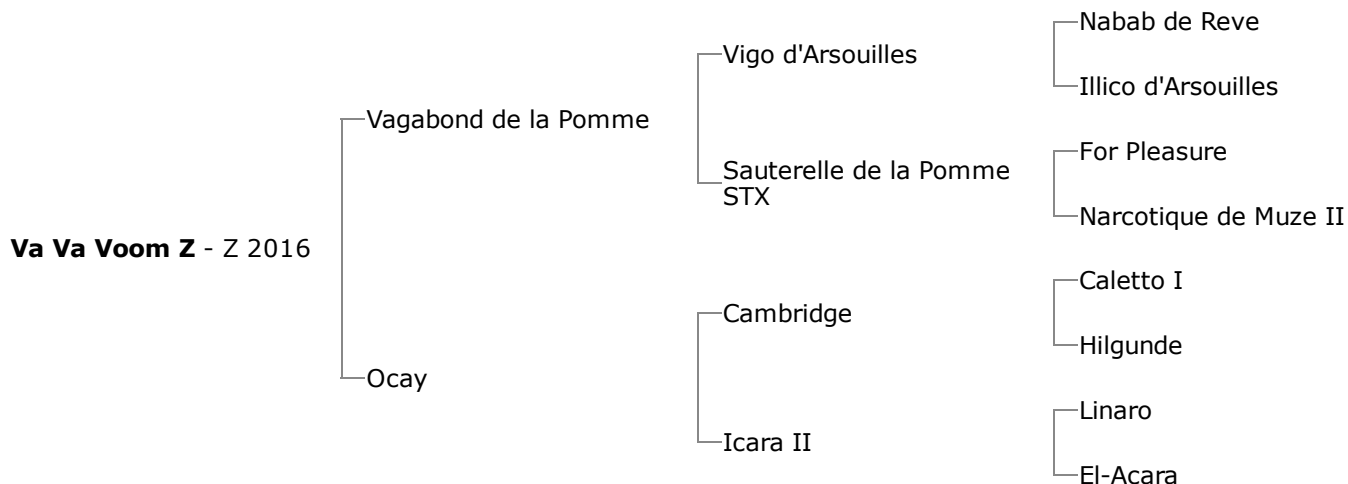 Nabab de Reve
Vigo d'Arsouilles
Illico d'Arsouilles
Vagabond de la Pomme
For Pleasure
Sauterelle de la Pomme
STX
Narcotique de Muze II
Va Va Voom Z - Z 2016
Caletto I
Cambridge
Hilgunde
Ocay
Linaro
Icara II
El-Acara